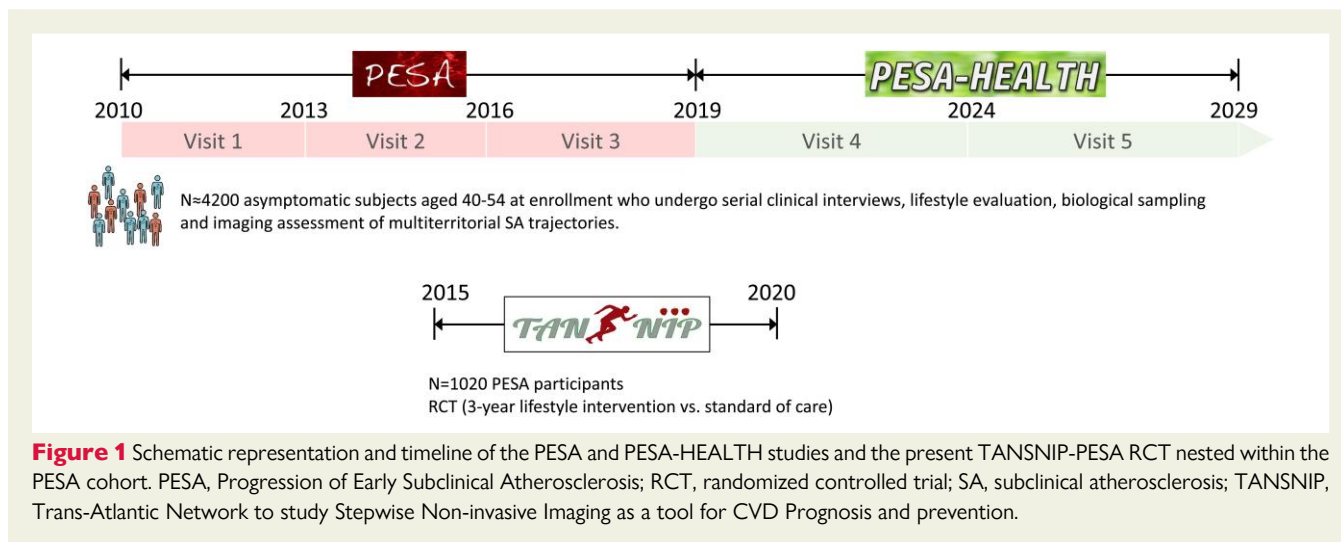 PESA
PESA-HEALTH
2010 2013 2016 2019 2024 2029
Visit 1 Visit 2 Visit 3 Visit 4 Visit 5
N≈4200 asymptomatic subjects aged 40-54 at enrollment who undergo serial clinical interviews, lifestyle evaluation, biological sampling
and imaging assessment of multiterritorial SA trajectories.
2015 2020
TANSNIP
N=1020 PESA participants
RCT (3-year lifestyle intervention vs. standard of care)
Figure 1 Schematic representation and timeline of the PESA and PESA-HEALTH studies and the present TANSNIP-PESA RCT nested within the
PESA cohort. PESA, Progression of Early Subclinical Atherosclerosis; RCT, randomized controlled trial; SA, subclinical atherosclerosis; TANSNIP,
Trans-Atlantic Network to study Stepwise Non-invasive Imaging as a tool for CVD Prognosis and prevention.